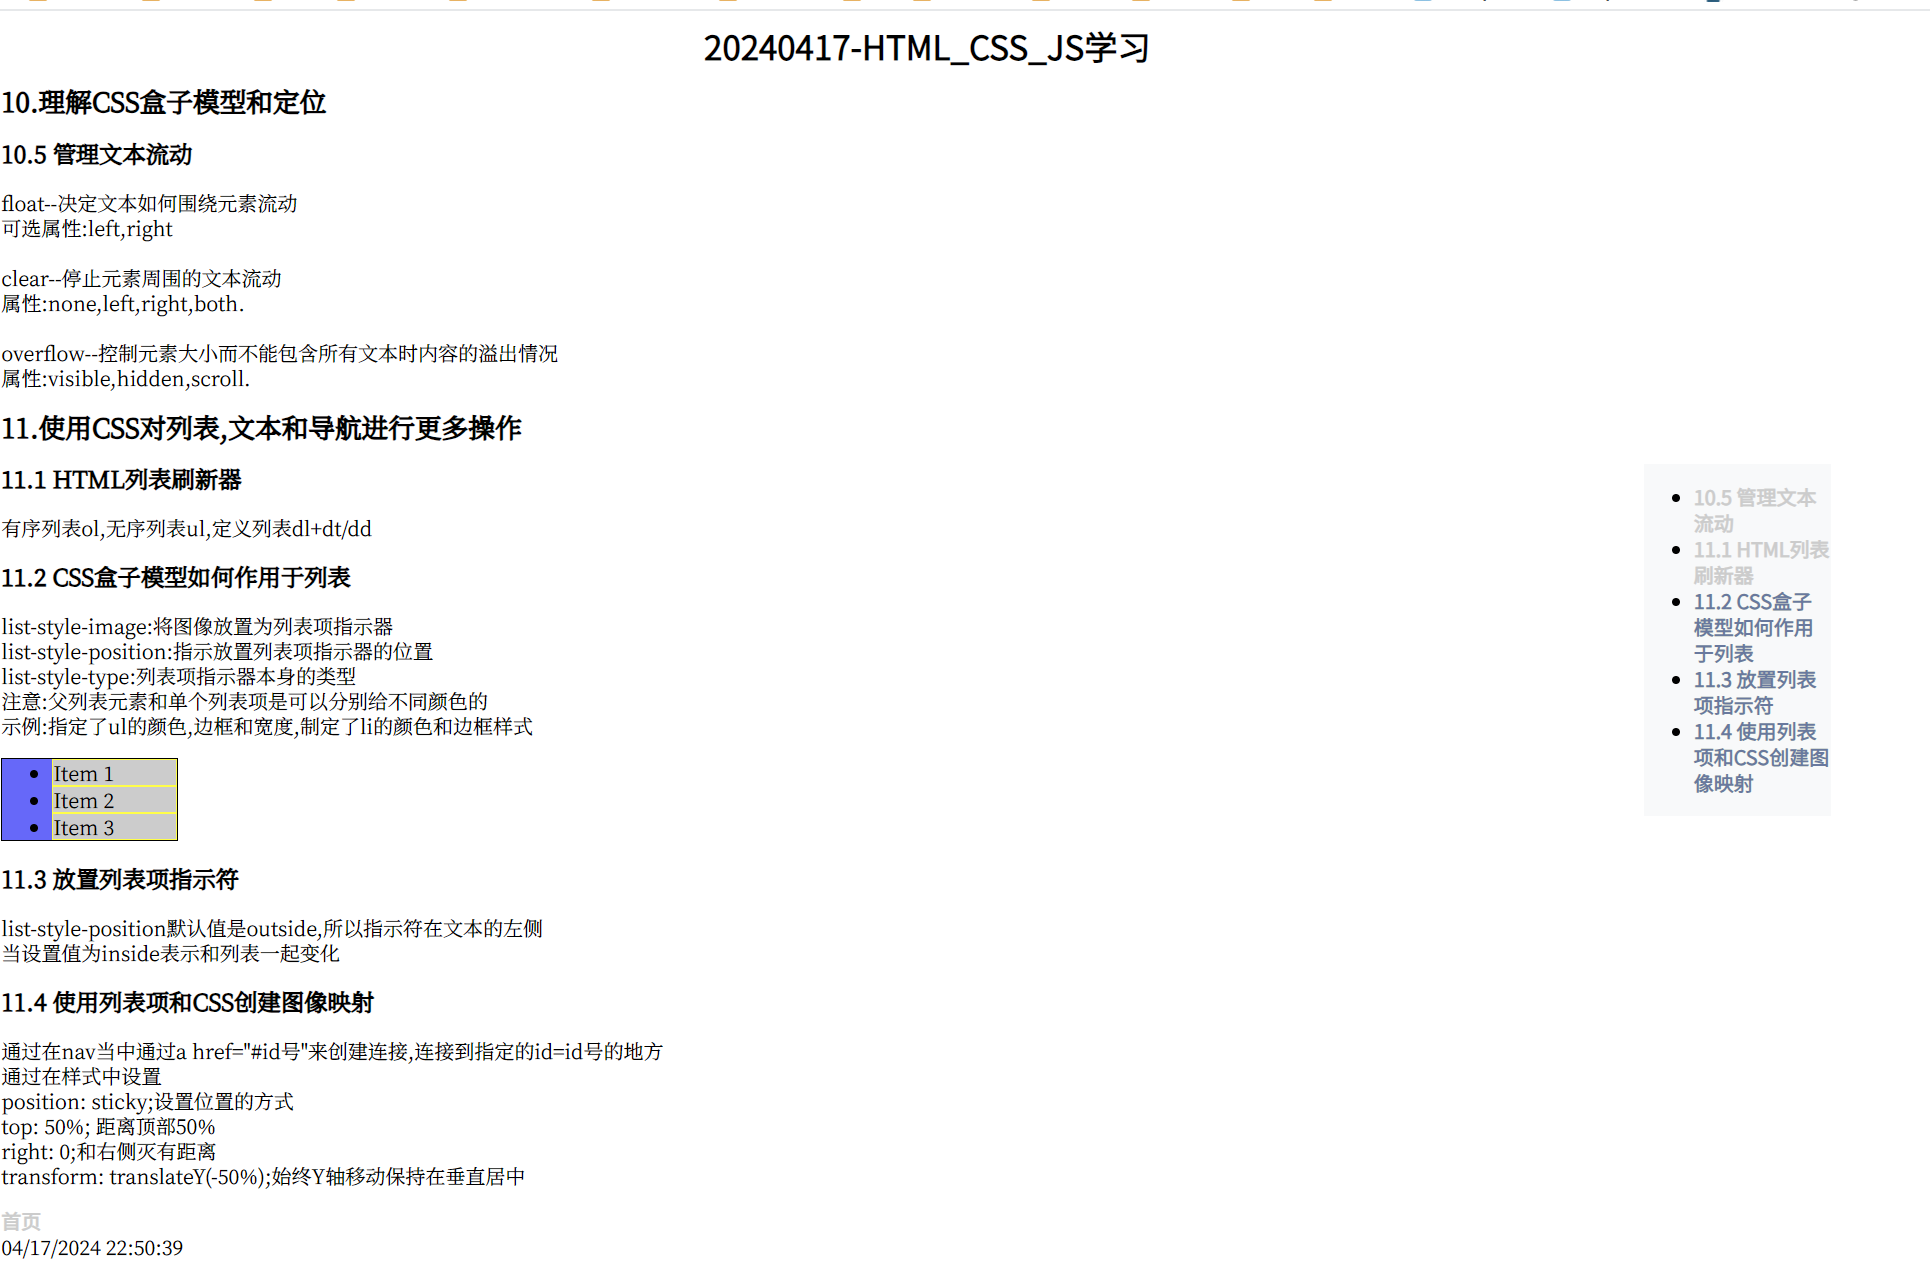 20240417-HTML_CSS_JS学习
10.理解CSS盒子模型和定位
10.5 管理文本流动
float--决定文本如何围绕元素流动
可选属性:left,right
clear--停止元素周围的文本流动
属性:none,left,right,both.
overflow--控制元素大小而不能包含所有文本时内容的溢出情况
属性:visible,hidden,scroll.
11.使用CSS对列表,文本和导航进行更多操作
11.1 HTML列表刷新器
有序列表ol,无序列表ul,定义列表dl+dt/dd
11.2 CSS盒子模型如何作用于列表
list-style-image:将图像放置为列表项指示器
list-style-position:指示放置列表项指示器的位置
list-style-type:列表项指示器本身的类型
注意:父列表元素和单个列表项是可以分别给不同颜色的
示例:指定了ul的颜色,边框和宽度,制定了li的颜色和边框样式
Item 1
Item 2
Item 3
11.3 放置列表项指示符
list-style-position默认值是outside,所以指示符在文本的左侧
当设置值为inside表示和列表一起变化
11.4 使用列表项和CSS创建图像映射
通过在nav当中通过a href="#id号"来创建连接,连接到指定的id=id号的地方
通过在样式中设置
position: sticky;设置位置的方式
top: 50%; 距离顶部50%
right: 0;和右侧灭有距离
transform: translateY(-50%);始终Y轴移动保持在垂直居中
首页
04/17/2024 22:50:39
10.5 管理文本
流动
11.1 HTML列表
刷新器
11.2 CSS盒子
模型如何作用
于列表
11.3 放置列表
项指示符
11.4 使用列表
项和CSS创建图
像映射